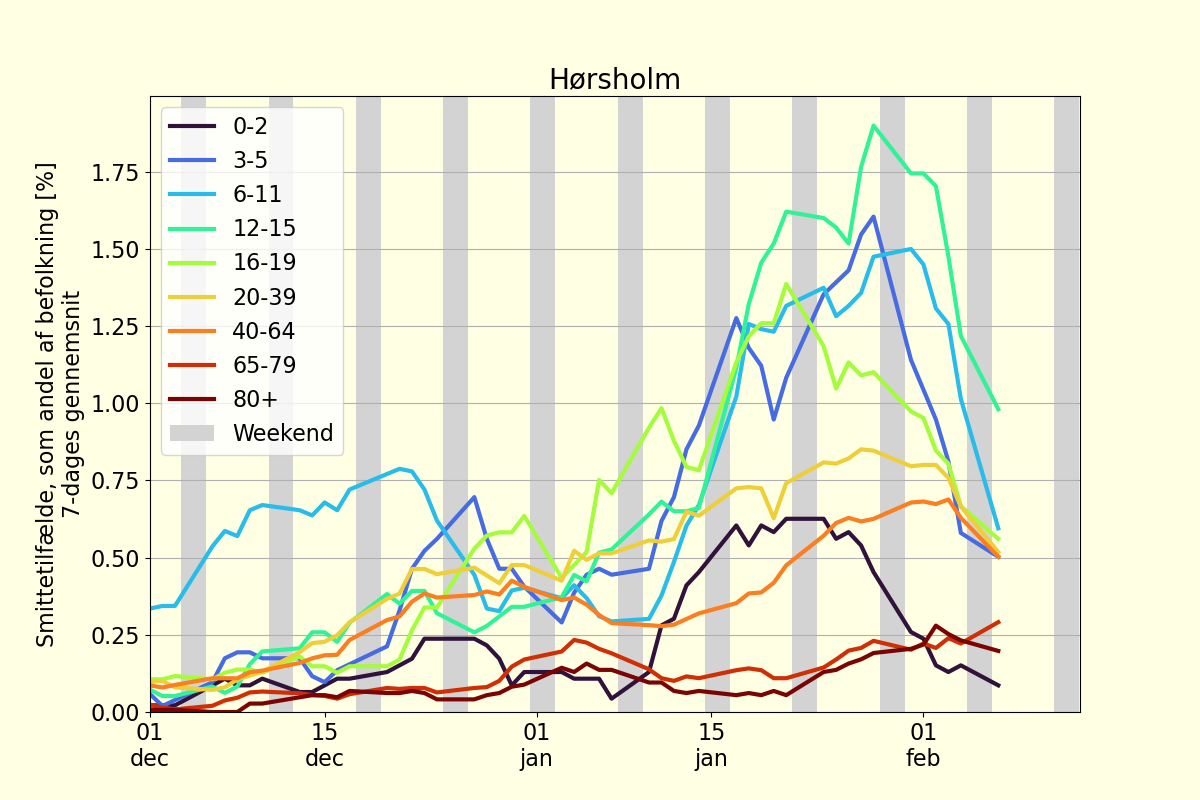 Hørsholm
Smittetilfælde, som andel af befolkning [%]
7-dages gennemsnit
1.75
1.50
1.25
1.00
0.75
0.50
0.25
0.00
0-2
3-5
6-11
12-15
16-19
20-39
40-64
65-79
80+
Weekend
01 15 01 15 01
dec dec jan jan feb